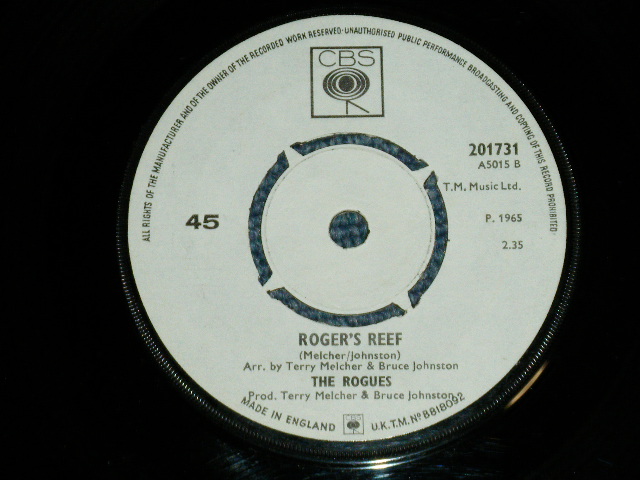 ALL RIGHTS OF THE MANUFACTURER AND OF THE OWNER OF THE RECORDED WORK RESERVED·UNAUTHORISED PUBLIC PERFORMANCE BROADCASTING AND COPYING OF THIS RECORD PROHIBITED
CBS
201731
A5015 B
T.M. Music Ltd.
45
P. 1965
2.35
ROGER'S REEF
(Melcher/Johnston)
Arr. by Terry Melcher & Bruce Johnston
THE ROGUES
Prod. Terry Melcher & Bruce Johnston
MADE IN ENGLAND CBS U.K.T.M. Nº B818092